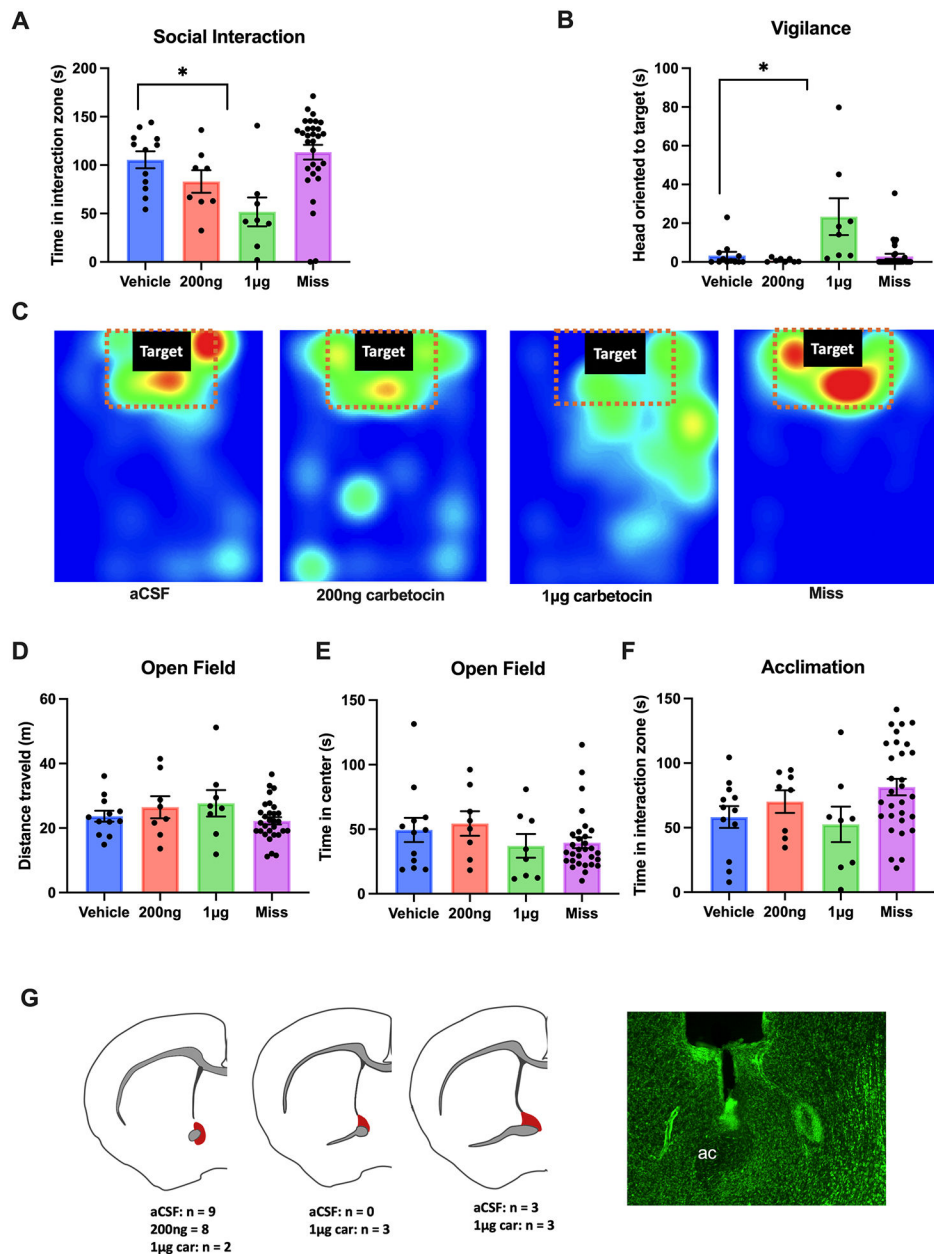 A
Social Interaction
Time in interaction zone (s)
200
150
100
50
0
*
Vehicle 200ng 1µg Miss
B
Vigilance
Head oriented to target (s)
100
80
60
40
20
0
*
Vehicle 200ng 1µg Miss
C
Target Target Target Target
aCSF 200ng carbetocin 1µg carbetocin Miss
D
Open Field
Distance traveld (m)
60
40
20
0
Vehicle 200ng 1µg Miss
E
Open Field
Time in center (s)
150
100
50
0
Vehicle 200ng 1µg Miss
F
Acclimation
Time in interaction zone (s)
150
100
50
0
Vehicle 200ng 1µg Miss
G
aCSF: n = 9
200ng = 8
1µg car: n = 2
aCSF: n = 0
1µg car: n = 3
aCSF: n = 3
1µg car: n = 3
ac